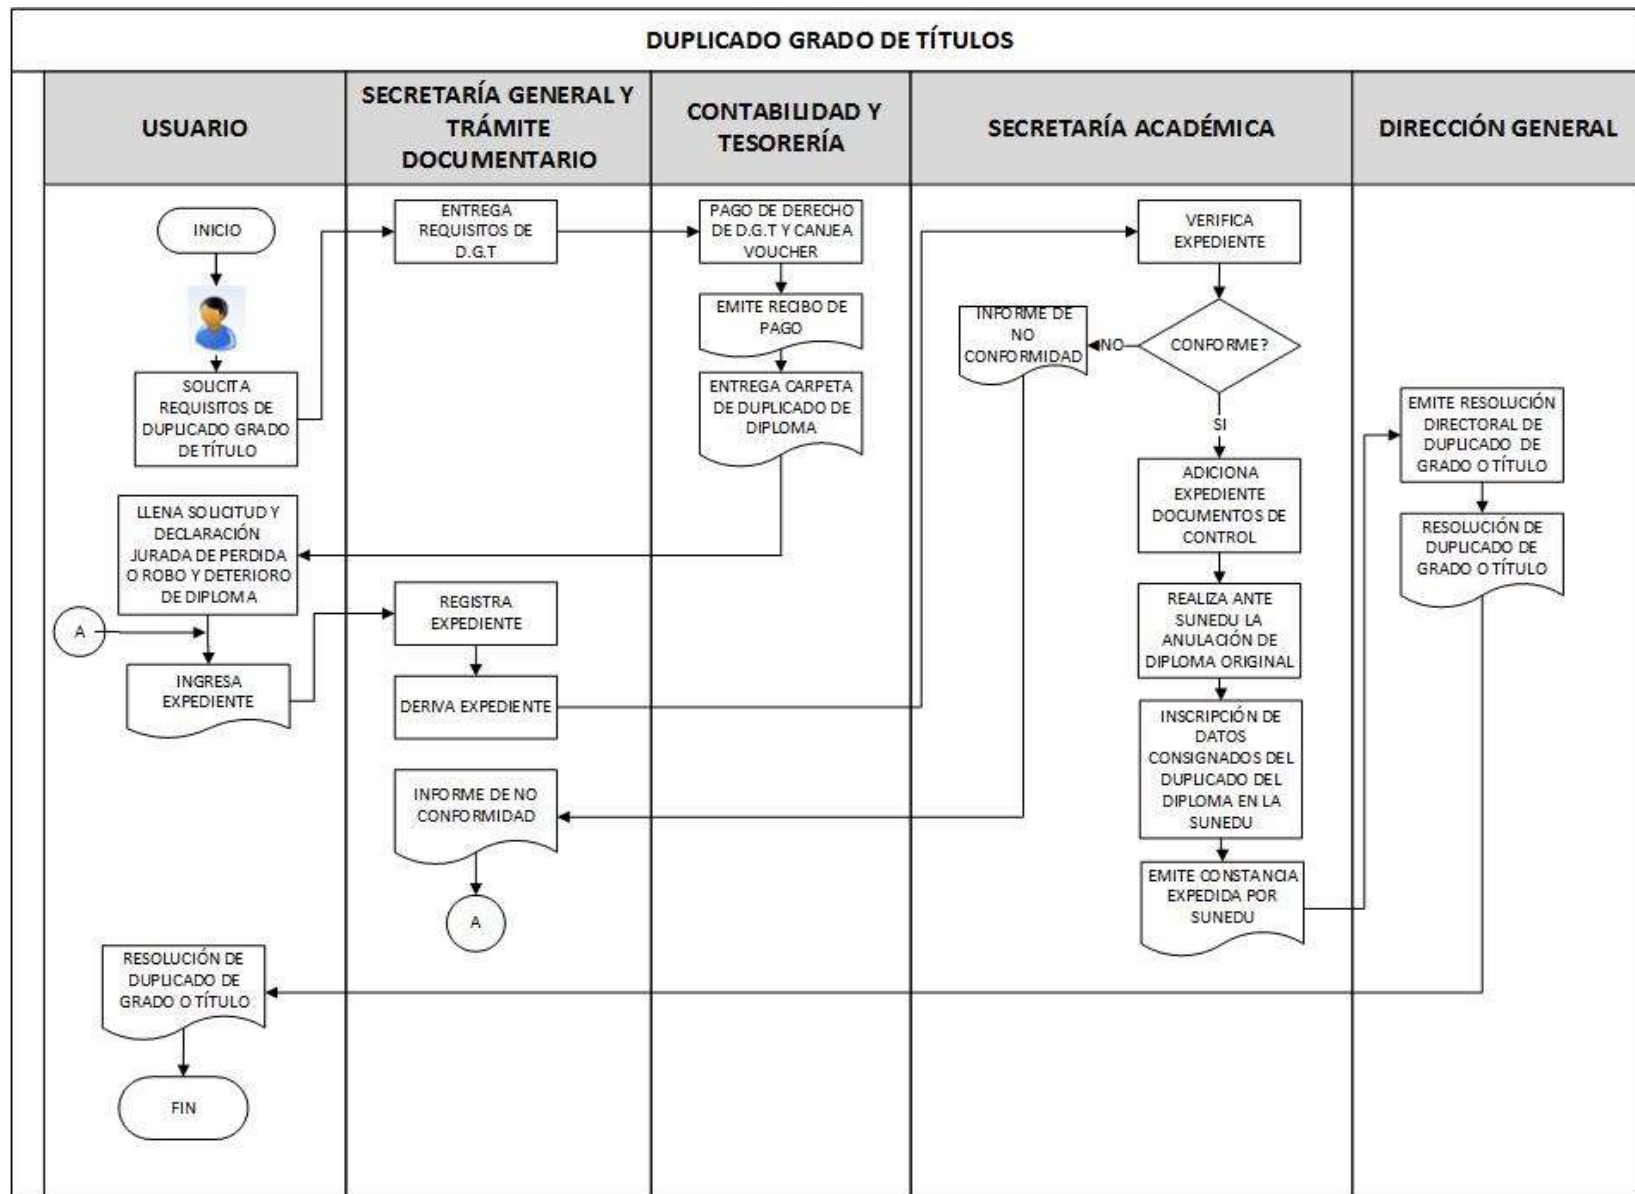 DUPLICADO GRADO DE TÍTULOS
USUARIO
SECRETARÍA GENERAL Y
TRÁMITE
DOCUMENTARIO
CONTABILIDAD Y
TESORERÍA
SECRETARÍA ACADÉMICA
DIRECCIÓN GENERAL
INICIO
SOLICITA
REQUISITOS DE
DUPLICADO GRADO
DE TÍTULO
ENTREGA
REQUISITOS DE
D.G.T
PAGO DE DERECHO
DE D.G.T Y CANJEA
VOUCHER
EMITE RECIBO DE
PAGO
ENTREGA CARPETA
DE DUPLICADO DE
DIPLOMA
LLENA SOLICITUD Y
DECLARACIÓN
JURADA DE PERDIDA
O ROBO Y DETERIORO
DE DIPLOMA
A
INGRESA
EXPEDIENTE
REGISTRA
EXPEDIENTE
DERIVA EXPEDIENTE
VERIFICA
EXPEDIENTE
CONFORME?
NO
INFORME DE
NO
CONFORMIDAD
INFORME DE NO
CONFORMIDAD
A
SI
ADICIONA
EXPEDIENTE
DOCUMENTOS DE
CONTROL
REALIZA ANTE
SUNEDU LA
ANULACIÓN DE
DIPLOMA ORIGINAL
INSCRIPCIÓN DE
DATOS
CONSIGNADOS DEL
DUPLICADO DEL
DIPLOMA EN LA
SUNEDU
EMITE CONSTANCIA
EXPEDIDA POR
SUNEDU
EMITE RESOLUCIÓN
DIRECTORAL DE
DUPLICADO DE
GRADO O TÍTULO
RESOLUCIÓN DE
DUPLICADO DE
GRADO O TÍTULO
RESOLUCIÓN DE
DUPLICADO DE
GRADO O TÍTULO
FIN